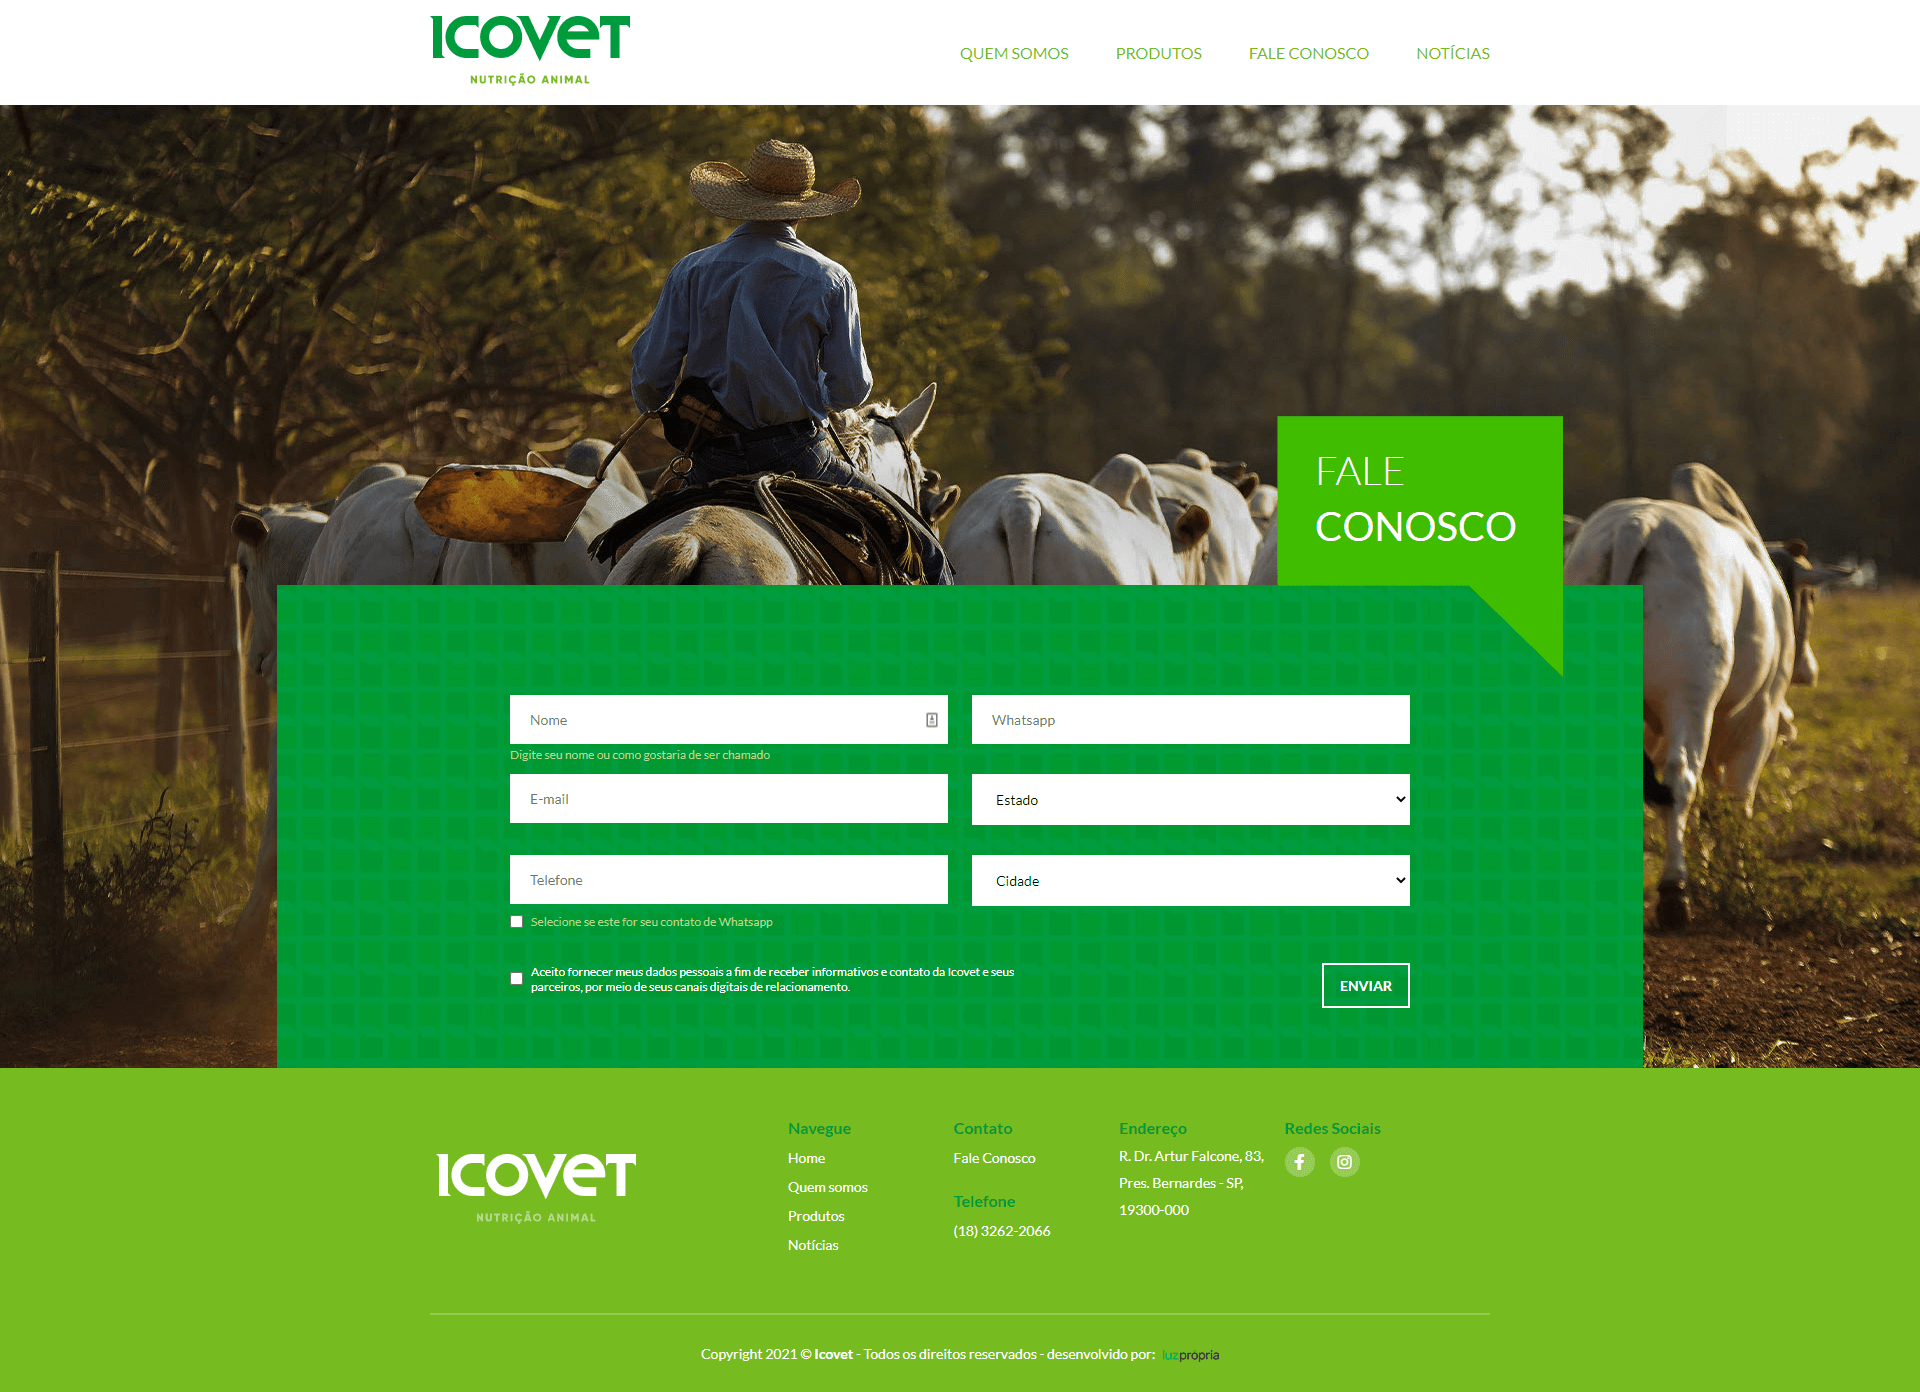 ICOVET
NUTRIÇÃO ANIMAL
QUEM SOMOS
PRODUTOS
FALE CONOSCO
NOTÍCIAS
FALE
CONOSCO
Nome
Whatsapp
Digite seu nome ou como gostaria de ser chamado
E-mail
Estado
Telefone
Cidade
Selecione se este for seu contato de Whatsapp
Aceito fornecer meus dados pessoais a fim de receber informativos e contato da Icovet e seus
parceiros, por meio de seus canais digitais de relacionamento.
ENVIAR
ICOVET
NUTRIÇÃO ANIMAL
Navegue
Home
Quem somos
Produtos
Notícias
Contato
Fale Conosco
Telefone
(18) 3262-2066
Endereço
R. Dr. Artur Falcone, 83,
Pres. Bernardes - SP,
19300-000
Redes Sociais
Copyright 2021 © Icovet - Todos os direitos reservados - desenvolvido por: luzprópria